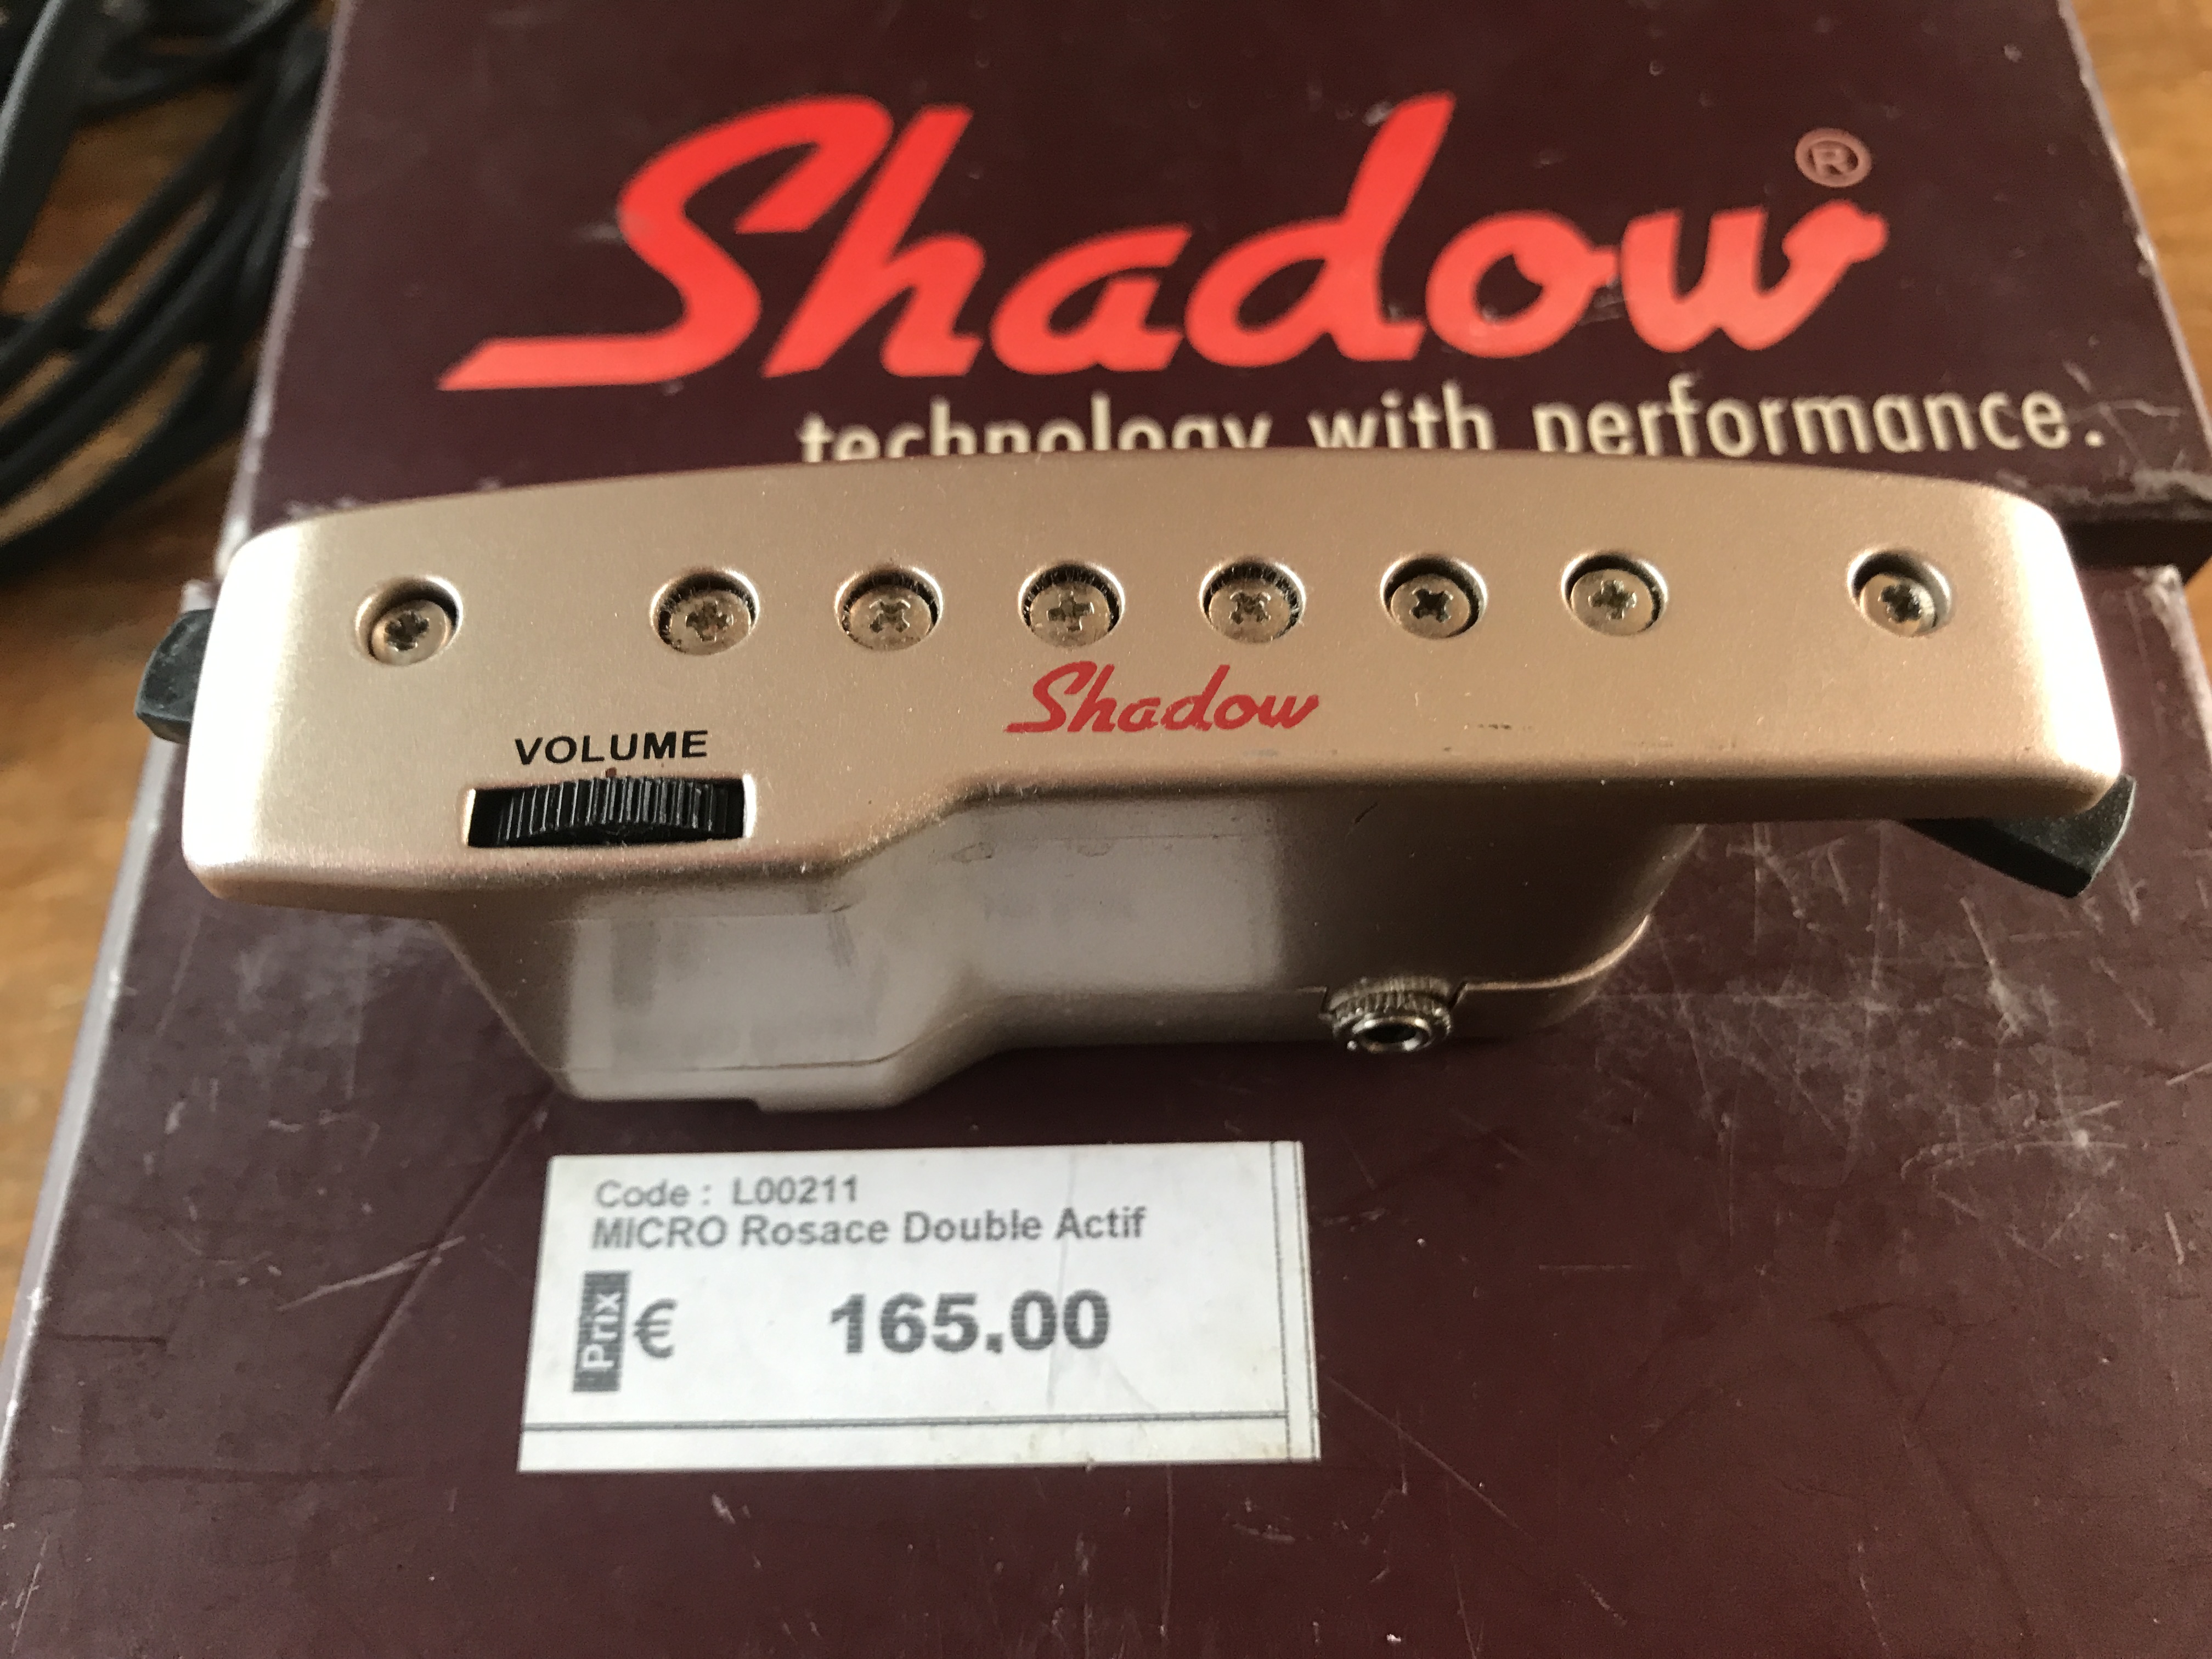 Shadow®
technology with performance.
Shadow
VOLUME
Code : L00211
MICRO Rosace Double Actif
Prix € 165.00